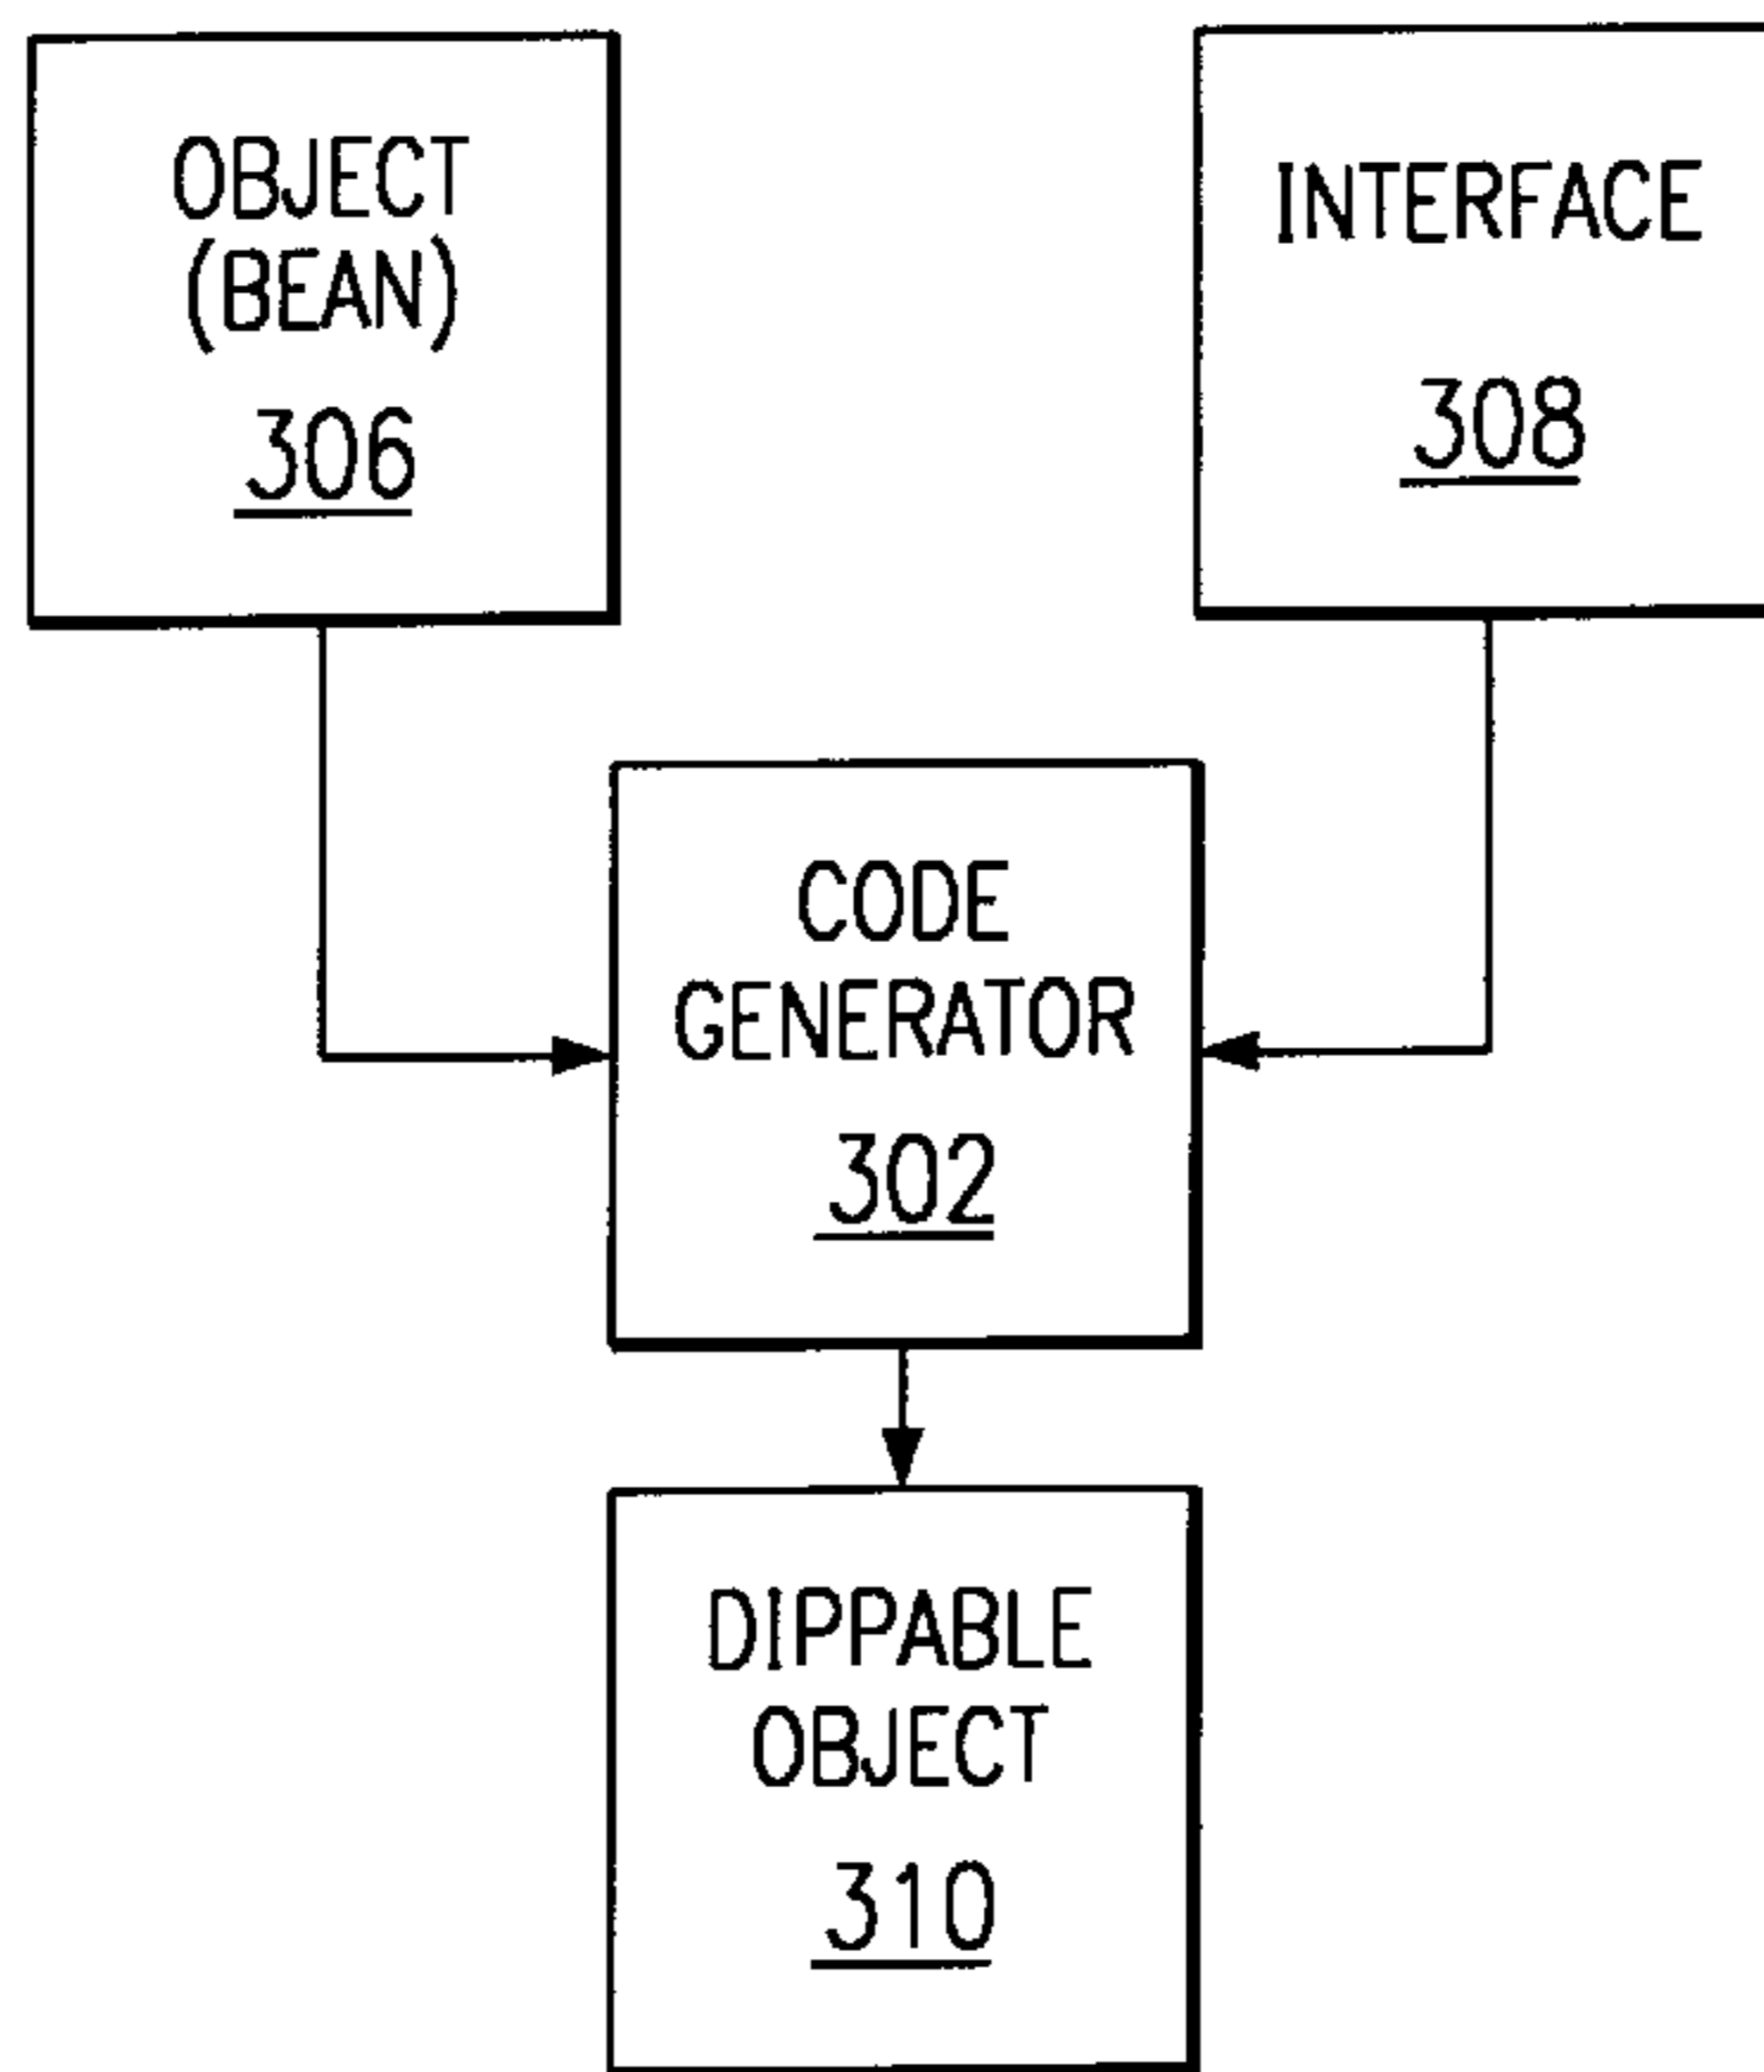 OBJECT
(BEAN)
306
INTERFACE
308
CODE
GENERATOR
302
DIPPABLE
OBJECT
310